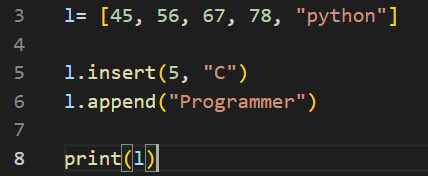 3 l= [45, 56, 67, 78, "python"]
4
5 l.insert(5, "C")
6 l.append("Programmer")
7
8 print(l)